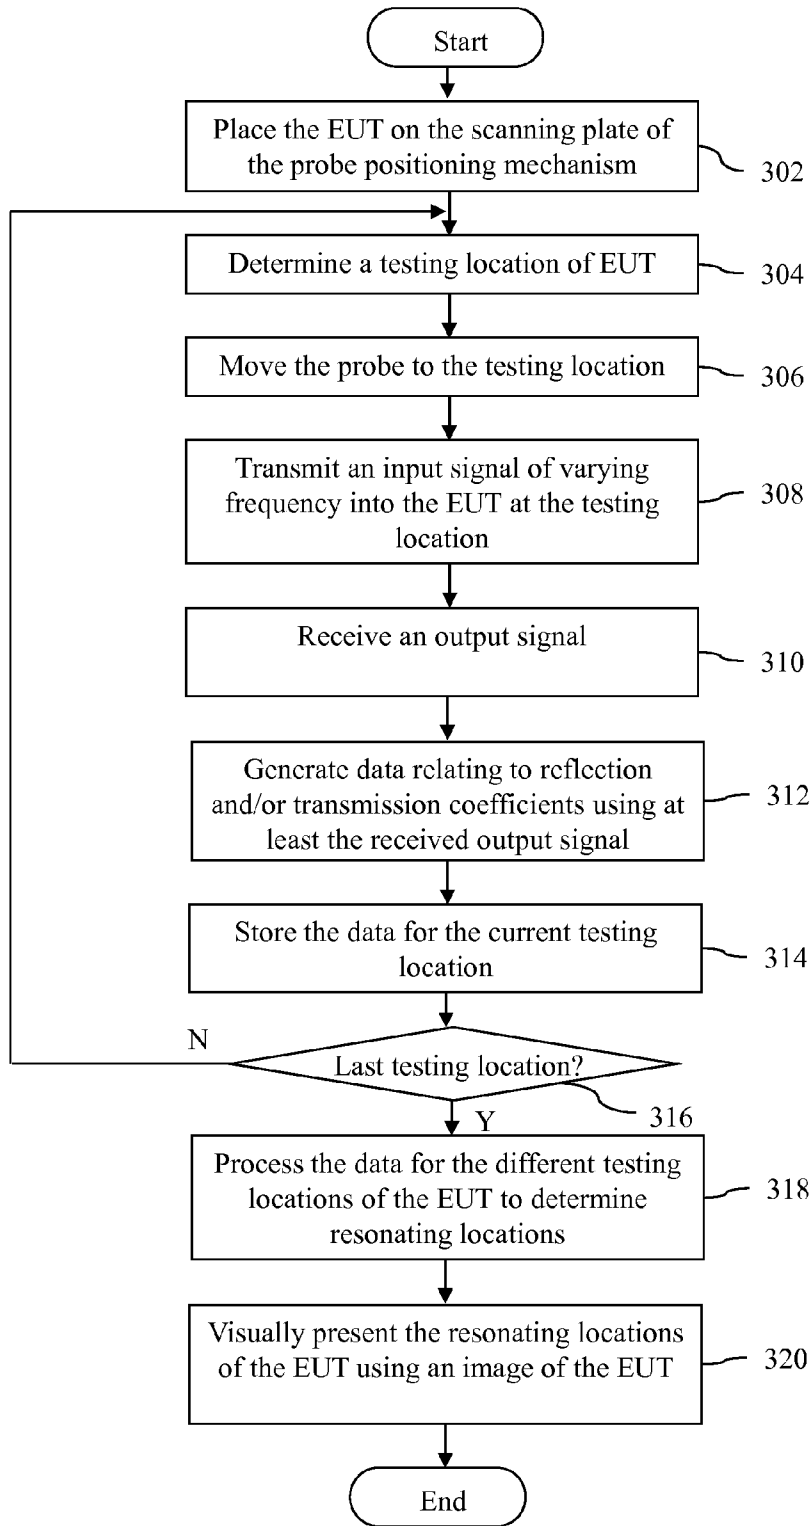 Start
Place the EUT on the scanning plate of
the probe positioning mechanism
302
Determine a testing location of EUT
304
Move the probe to the testing location
306
Transmit an input signal of varying
frequency into the EUT at the testing
location
308
Receive an output signal
310
Generate data relating to reflection
and/or transmission coefficients using at
least the received output signal
312
Store the data for the current testing
location
314
N
Last testing location?
316
Y
Process the data for the different testing
locations of the EUT to determine
resonating locations
318
Visually present the resonating locations
of the EUT using an image of the EUT
320
End